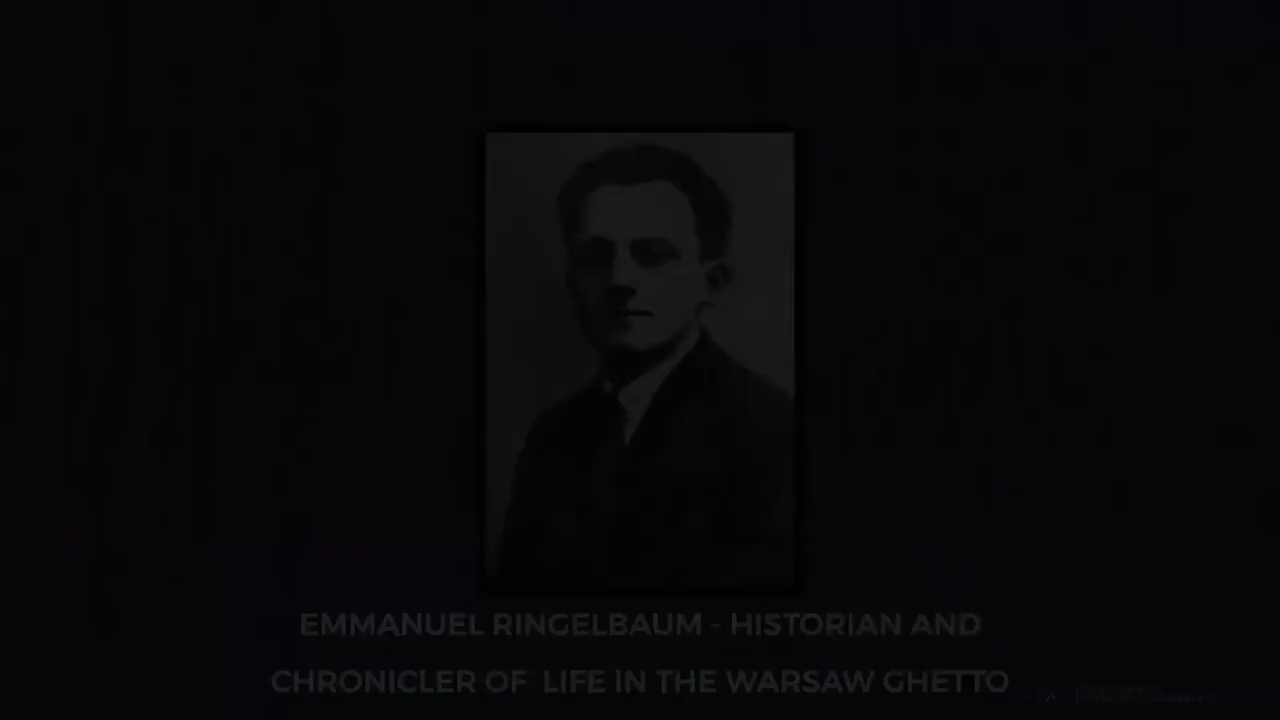 EMMANUEL RINGELBAUM - HISTORIAN AND
CHRONICLER OF LIFE IN THE WARSAW GHETTO